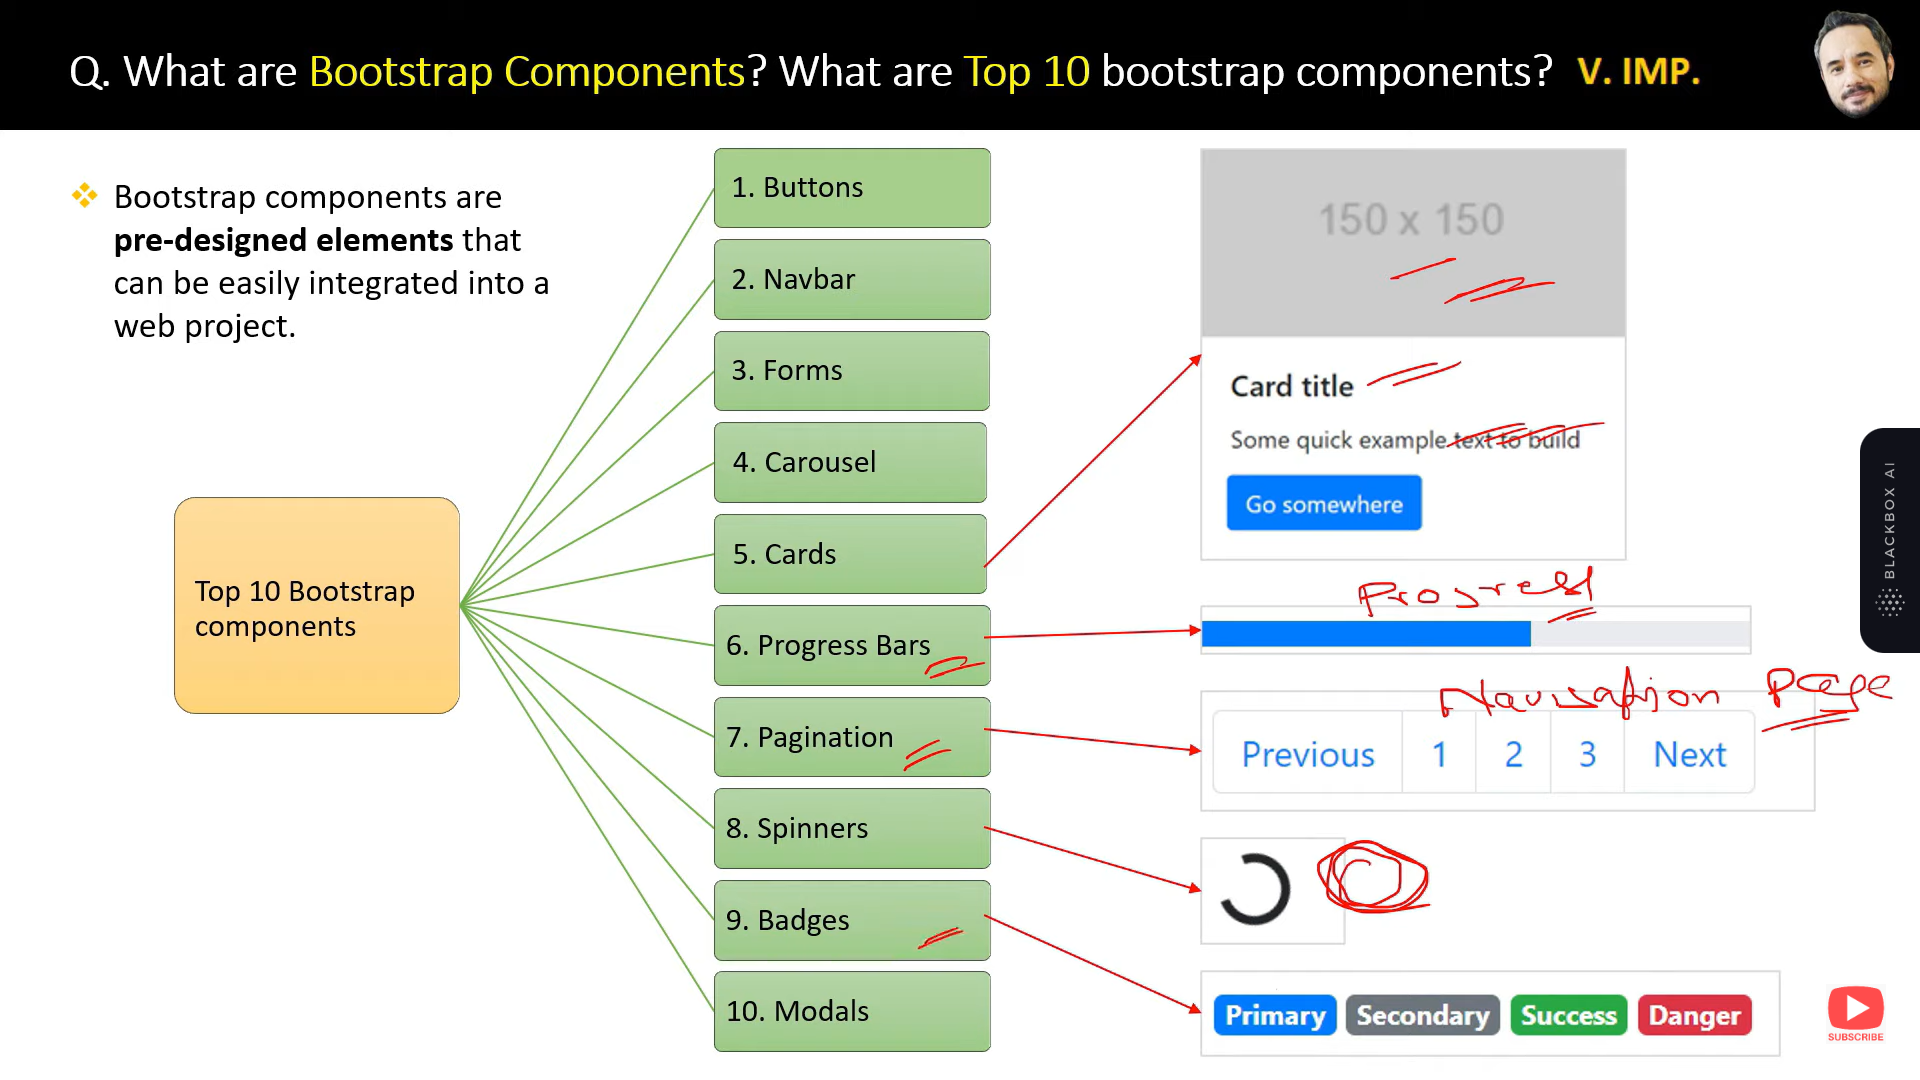 Q. What are Bootstrap Components? What are Top 10 bootstrap components? V. IMP.
Bootstrap components are
pre-designed elements that
can be easily integrated into a
web project.
Top 10 Bootstrap
components
1. Buttons
2. Navbar
3. Forms
4. Carousel
5. Cards
6. Progress Bars
7. Pagination
8. Spinners
9. Badges
10. Modals
150 x 150
Card title
Some quick example text to build
Go somewhere
Progress
Navigation Page
Previous 1 2 3 Next
Primary Secondary Success Danger
BLACKBOX AI
SUBSCRIBE